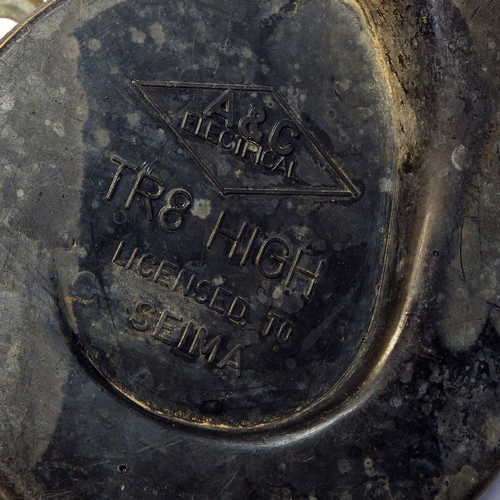 A&C
ELECTRICAL
TR8 HIGH
LICENSED TO
SEIMA